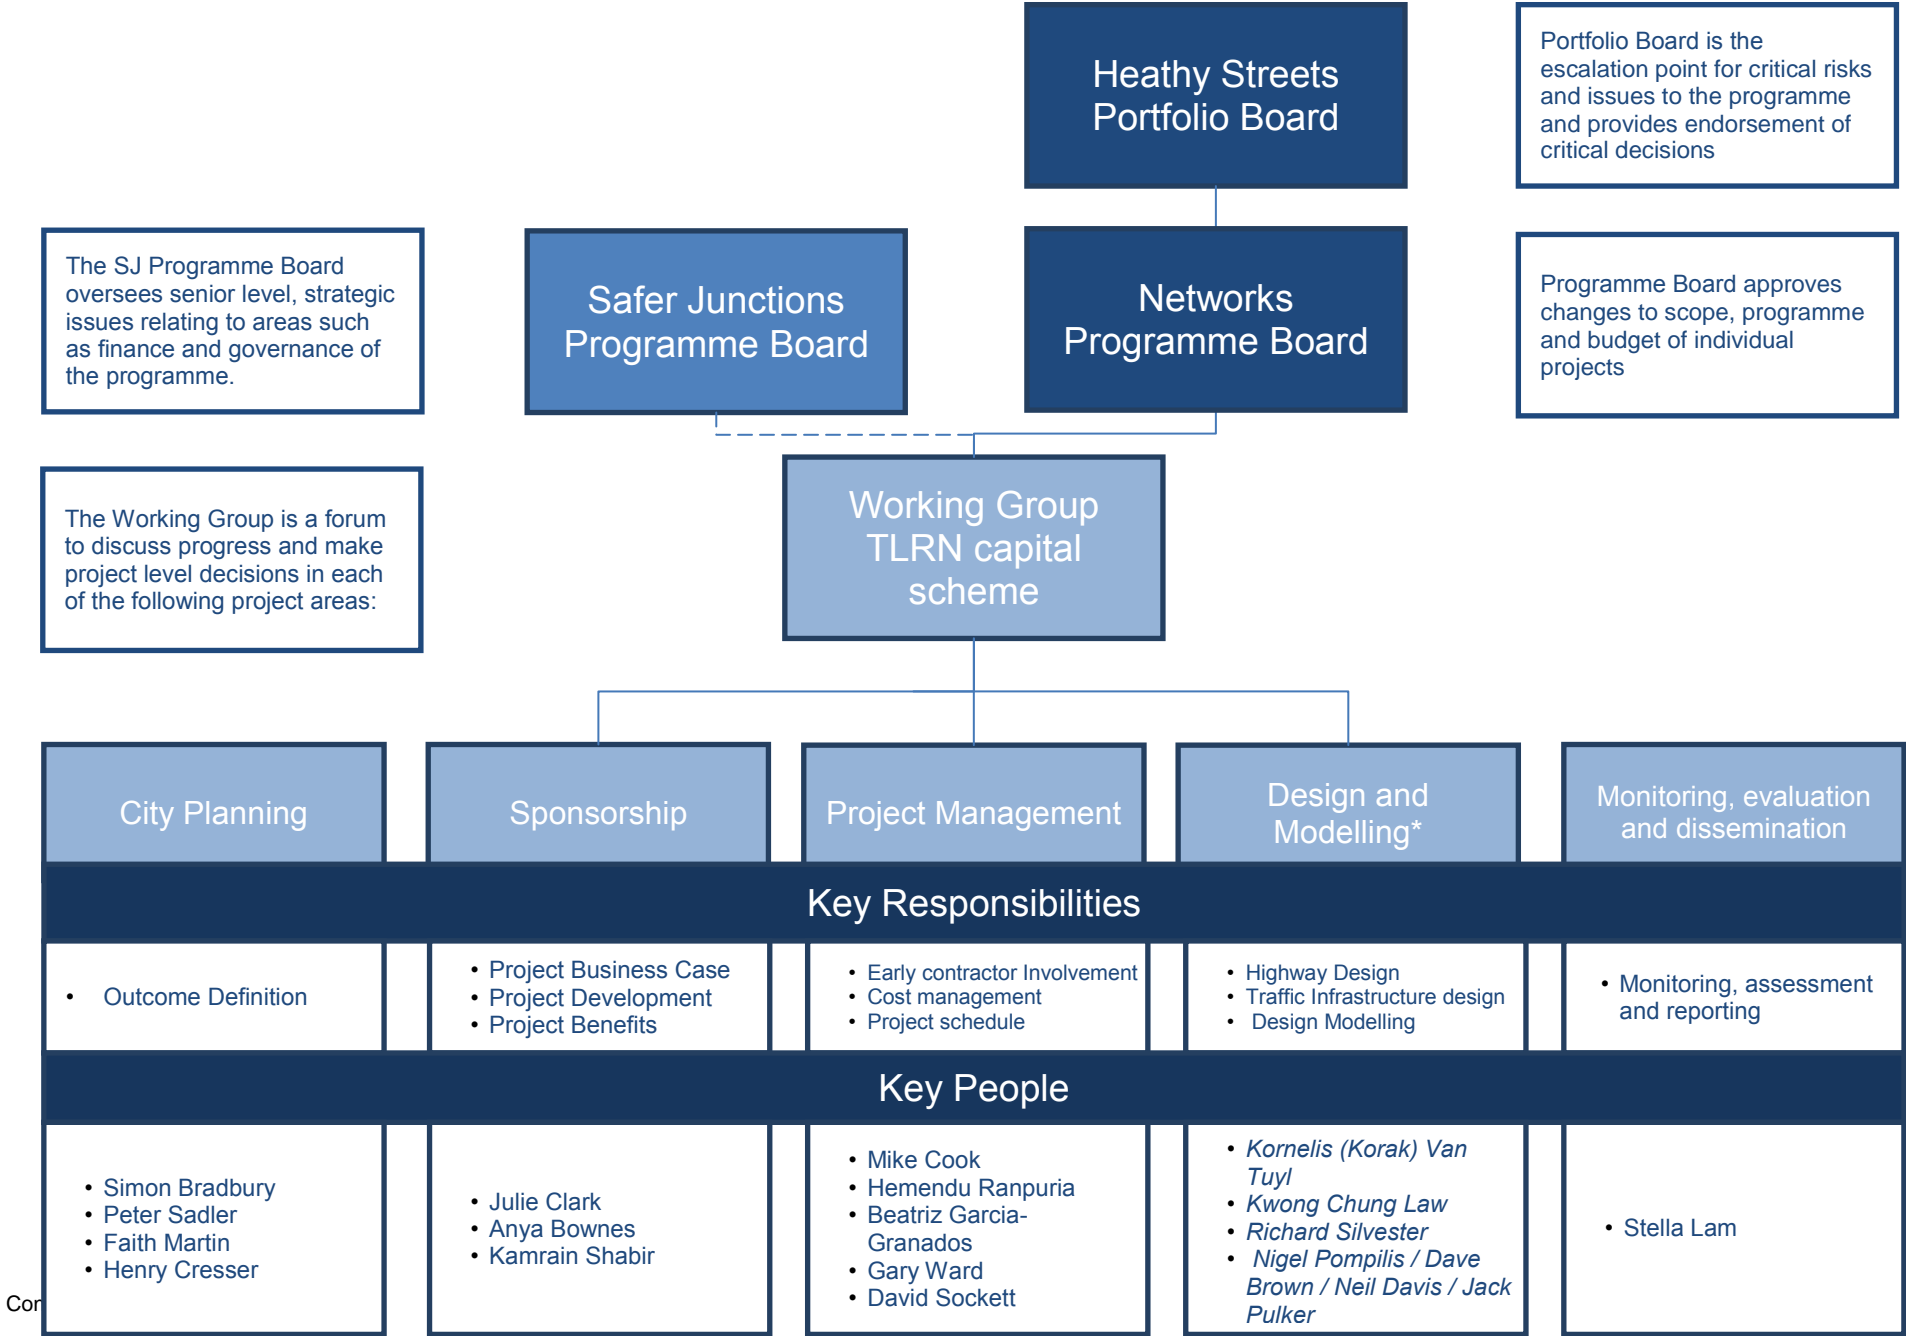 Heathy Streets
Portfolio Board
Portfolio Board is the
escalation point for critical risks
and issues to the programme
and provides endorsement of
critical decisions
The SJ Programme Board
oversees senior level, strategic
issues relating to areas such
as finance and governance of
the programme.
Safer Junctions
Programme Board
Networks
Programme Board
Programme Board approves
changes to scope, programme
and budget of individual
projects
The Working Group is a forum
to discuss progress and make
project level decisions in each
of the following project areas:
Working Group
TLRN capital
scheme
City Planning
Sponsorship
Project Management
Design and
Modelling*
Monitoring, evaluation
and dissemination
Key Responsibilities
• Outcome Definition
• Project Business Case
• Project Development
• Project Benefits
• Early contractor Involvement
• Cost management
• Project schedule
• Highway Design
• Traffic Infrastructure design
• Design Modelling
• Monitoring, assessment
and reporting
Key People
• Simon Bradbury
• Peter Sadler
• Faith Martin
• Henry Cresser
• Julie Clark
• Anya Bownes
• Kamrain Shabir
• Mike Cook
• Hemendu Ranpuria
• Beatriz Garcia-
Granados
• Gary Ward
• David Sockett
• Kornelis (Korak) Van
Tuyl
• Kwong Chung Law
• Richard Silvester
• Nigel Pompilis / Dave
Brown / Neil Davis / Jack
Pulker
• Stella Lam